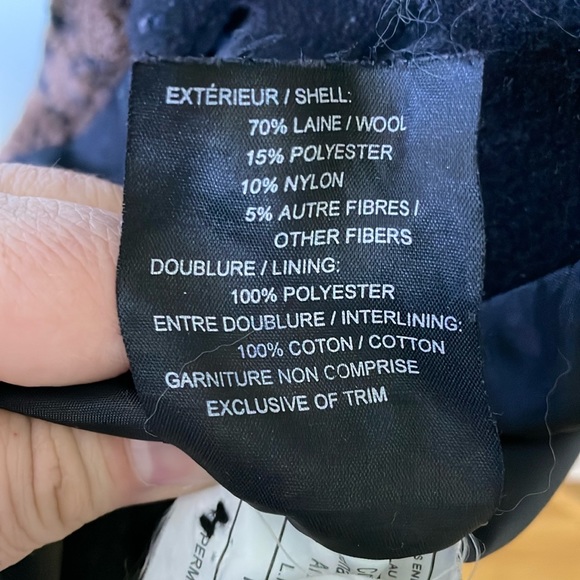 EXTÉRIEUR / SHELL:
70% LAINE / WOOL
15% POLYESTER
10% NYLON
5% AUTRE FIBRES /
OTHER FIBERS
DOUBLURE / LINING:
100% POLYESTER
ENTRE DOUBLURE / INTERLINING:
100% COTON / COTTON
GARNITURE NON COMPRISE
EXCLUSIVE OF TRIM